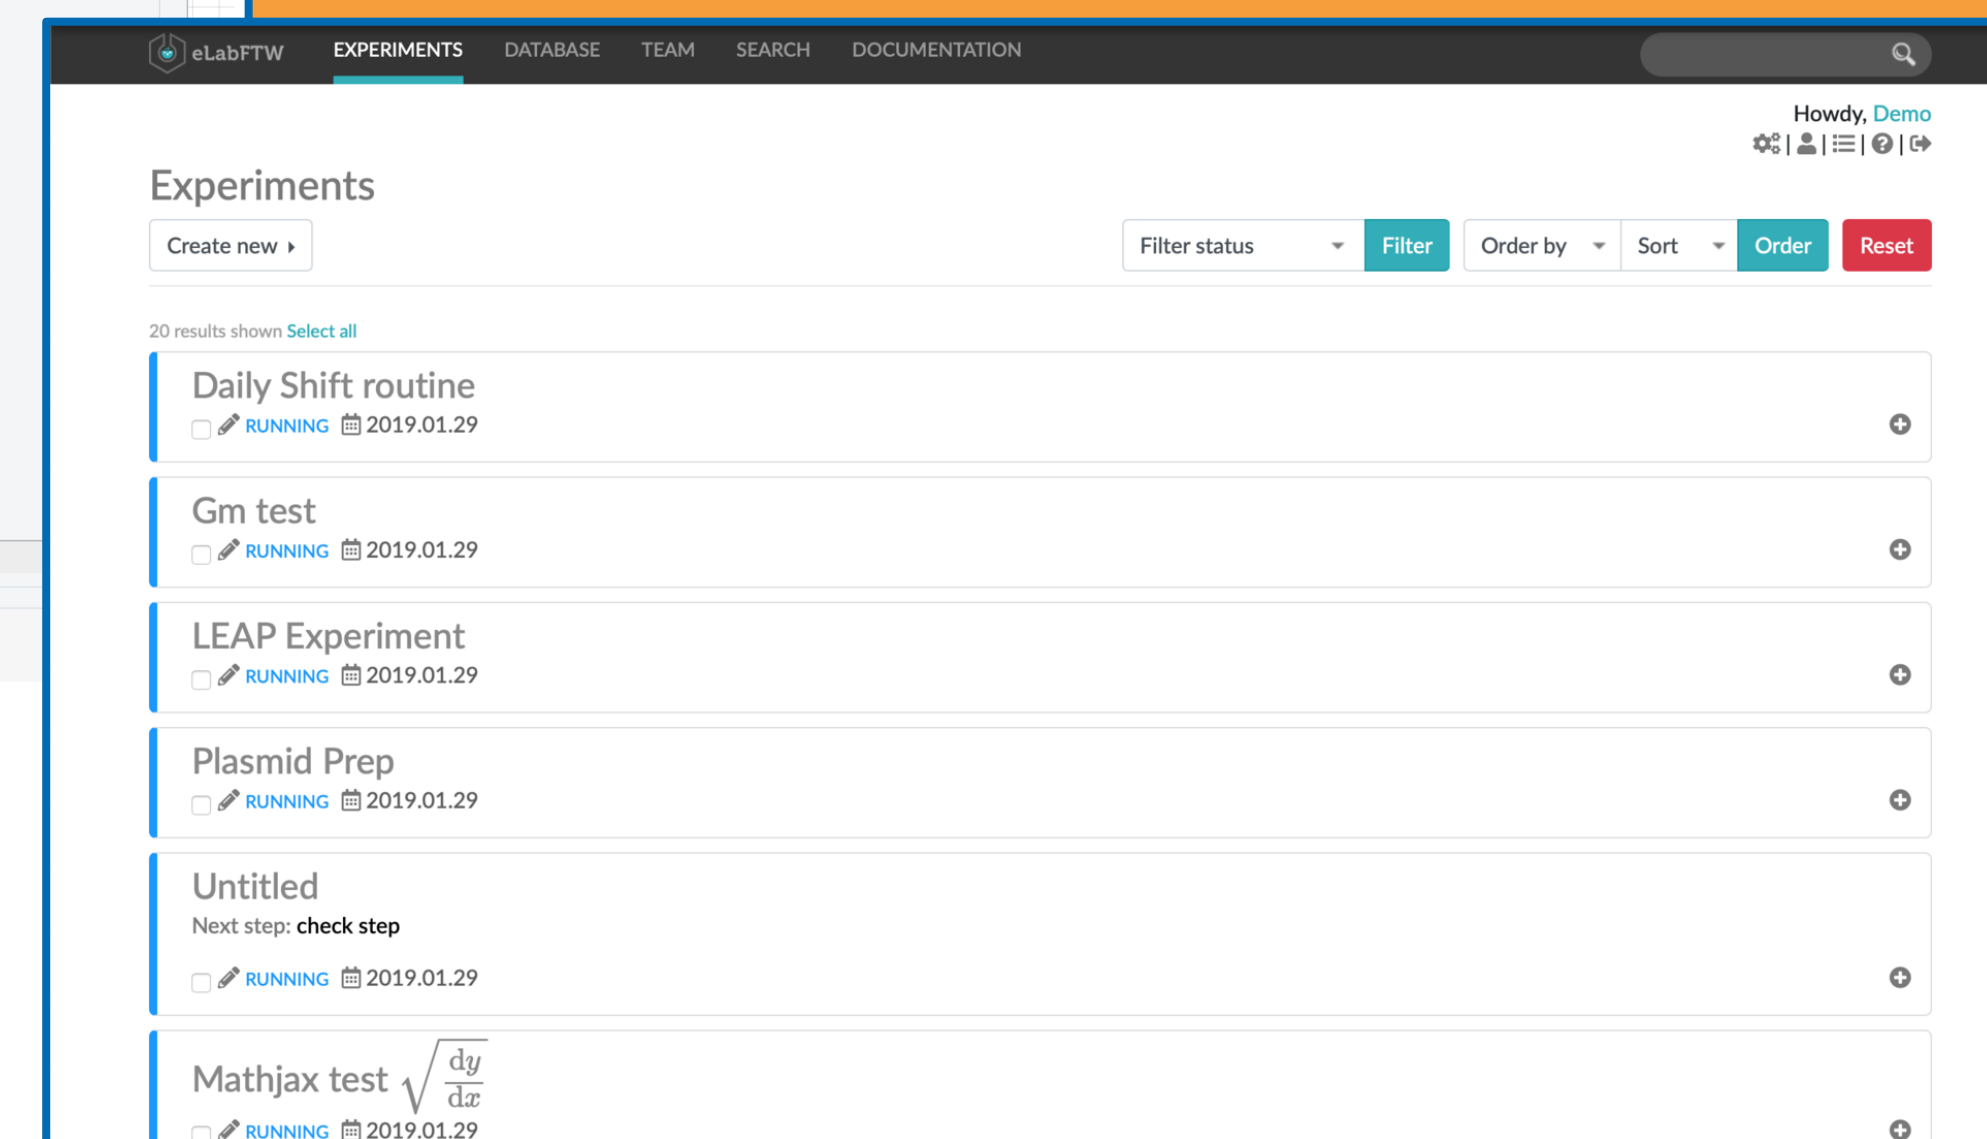 eLabFTW EXPERIMENTS DATABASE TEAM SEARCH DOCUMENTATION
Howdy, Demo
Experiments
Create new Filter status Filter Order by Sort Order Reset
20 results shown Select all
Daily Shift routine
RUNNING 2019.01.29
Gm test
RUNNING 2019.01.29
LEAP Experiment
RUNNING 2019.01.29
Plasmid Prep
RUNNING 2019.01.29
Untitled
Next step: check step
RUNNING 2019.01.29
Mathjax test √(dy/dx)
RUNNING 2019.01.29